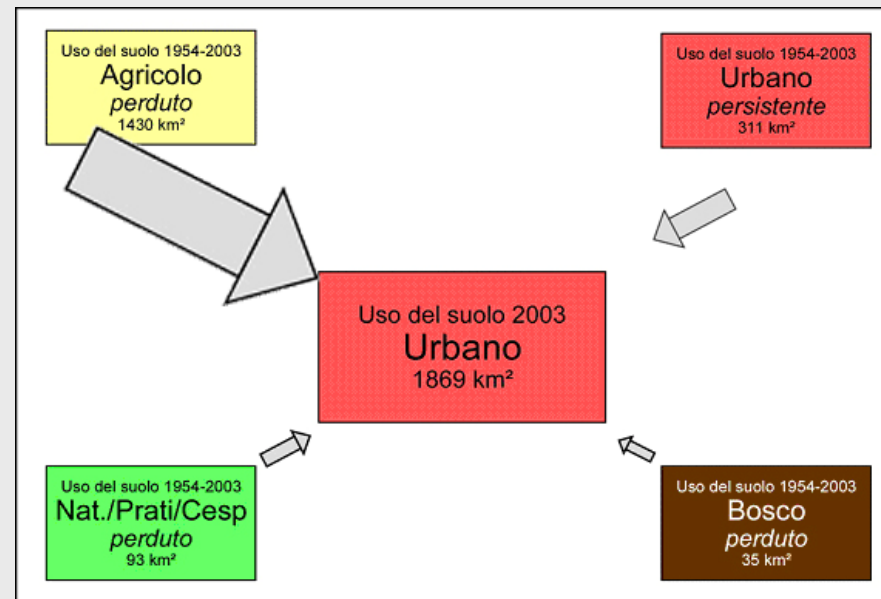 Uso del suolo 1954-2003
Agricolo
perduto
1430 km²
Uso del suolo 1954-2003
Urbano
persistente
311 km²
Uso del suolo 2003
Urbano
1869 km²
Uso del suolo 1954-2003
Nat./Prati/Cesp
perduto
93 km²
Uso del suolo 1954-2003
Bosco
perduto
35 km²